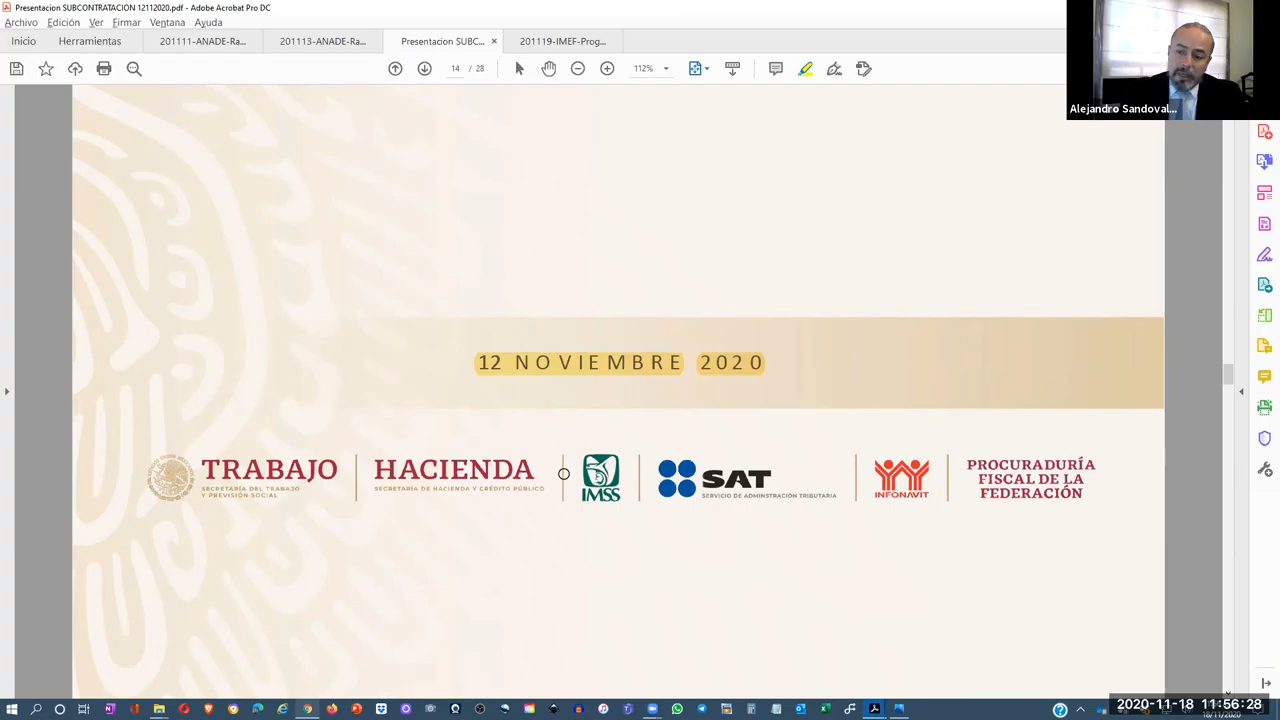 Presentacion SUBCONTRATACION 12112020.pdf - Adobe Acrobat Pro DC
Archivo Edición Ver Firmar Ventana Ayuda
Inicio Herramientas 201111-ANADE-Ra... 201113-ANADE-Ra... Presentacion SUBC... × 201119-IMEF-Prog...
14 / 28 112%
Alejandro Sandoval...
12 NOVIEMBRE 2020
TRABAJO
SECRETARÍA DEL TRABAJO
Y PREVISIÓN SOCIAL
HACIENDA
SECRETARÍA DE HACIENDA Y CRÉDITO PÚBLICO
IMSS
SAT
SERVICIO DE ADMINISTRACIÓN TRIBUTARIA
INFONAVIT
PROCURADURÍA
FISCAL DE LA
FEDERACIÓN
2020-11-18 11:56:28
18/11/2020